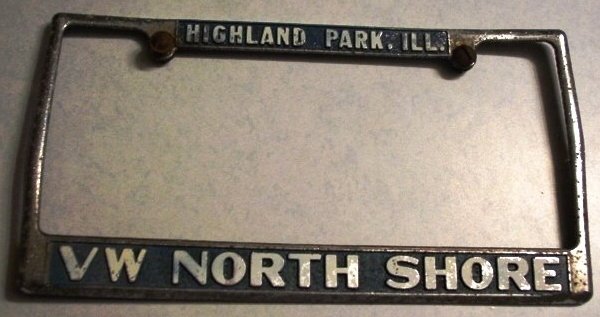 HIGHLAND PARK. ILL.
VW NORTH SHORE